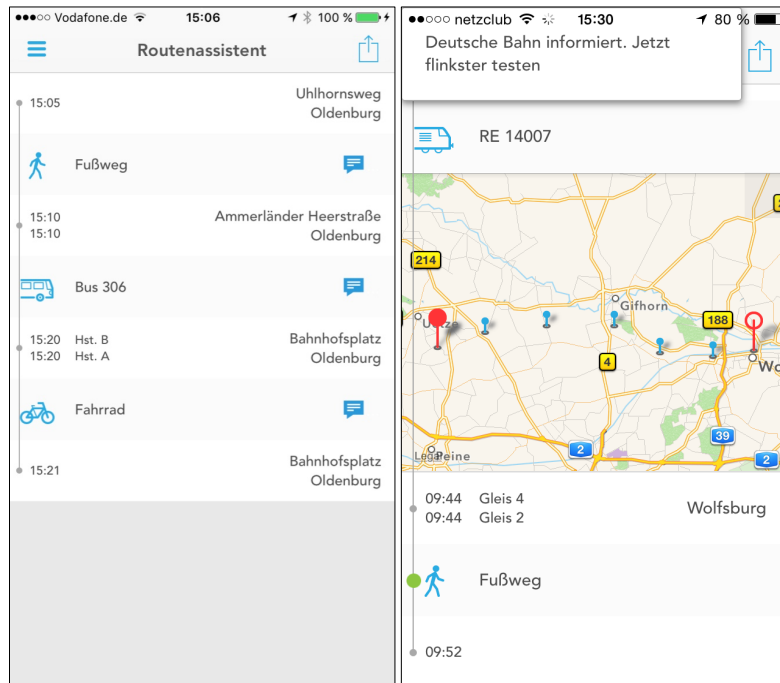 Vodafone.de 15:06 100 %
Routenassistent
15:05 Uhlhornsweg
Oldenburg
Fußweg
15:10 Ammerländer Heerstraße
15:10 Oldenburg
Bus 306
15:20 Hst. B Bahnhofsplatz
15:20 Hst. A Oldenburg
Fahrrad
15:21 Bahnhofsplatz
Oldenburg
netzclub 15:30 80 %
Deutsche Bahn informiert. Jetzt
flinkster testen
RE 14007
214
Gifhorn
188
4
Wo
39
2
Peine
2
09:44 Gleis 4 Wolfsburg
09:44 Gleis 2
Fußweg
09:52